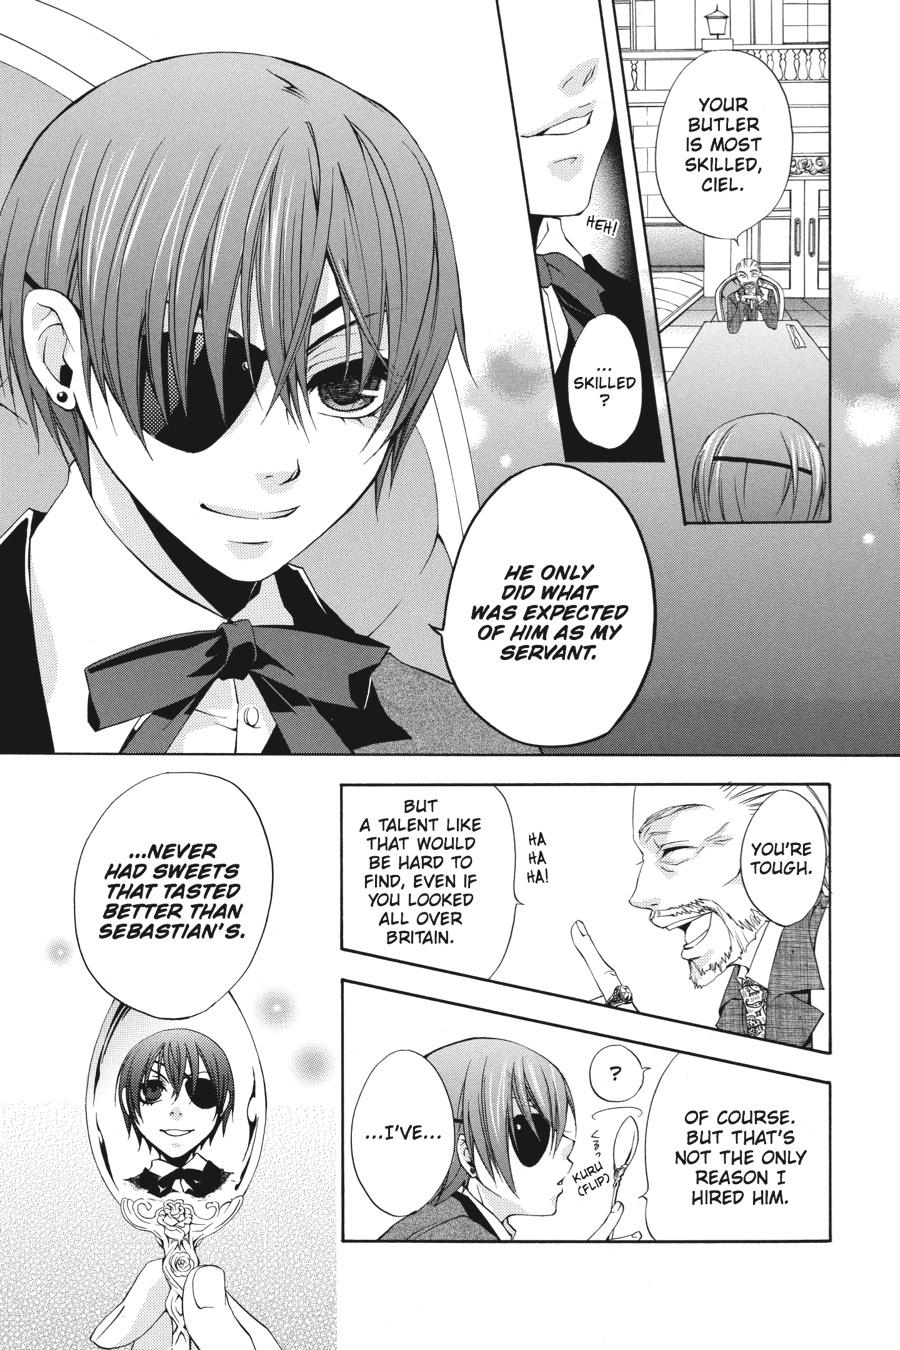 YOUR
BUTLER
IS MOST
SKILLED,
CIEL.
HEH!
...
SKILLED
?
HE ONLY
DID WHAT
WAS EXPECTED
OF HIM AS MY
SERVANT.
YOU'RE
TOUGH.
HA
HA
HA!
BUT
A TALENT LIKE
THAT WOULD
BE HARD TO
FIND, EVEN IF
YOU LOOKED
ALL OVER
BRITAIN.
OF COURSE.
BUT THAT'S
NOT THE ONLY
REASON I
HIRED HIM.
?
くるっ
KURU
(FLIP)
...I'VE...
...NEVER
HAD SWEETS
THAT TASTED
BETTER THAN
SEBASTIAN'S.